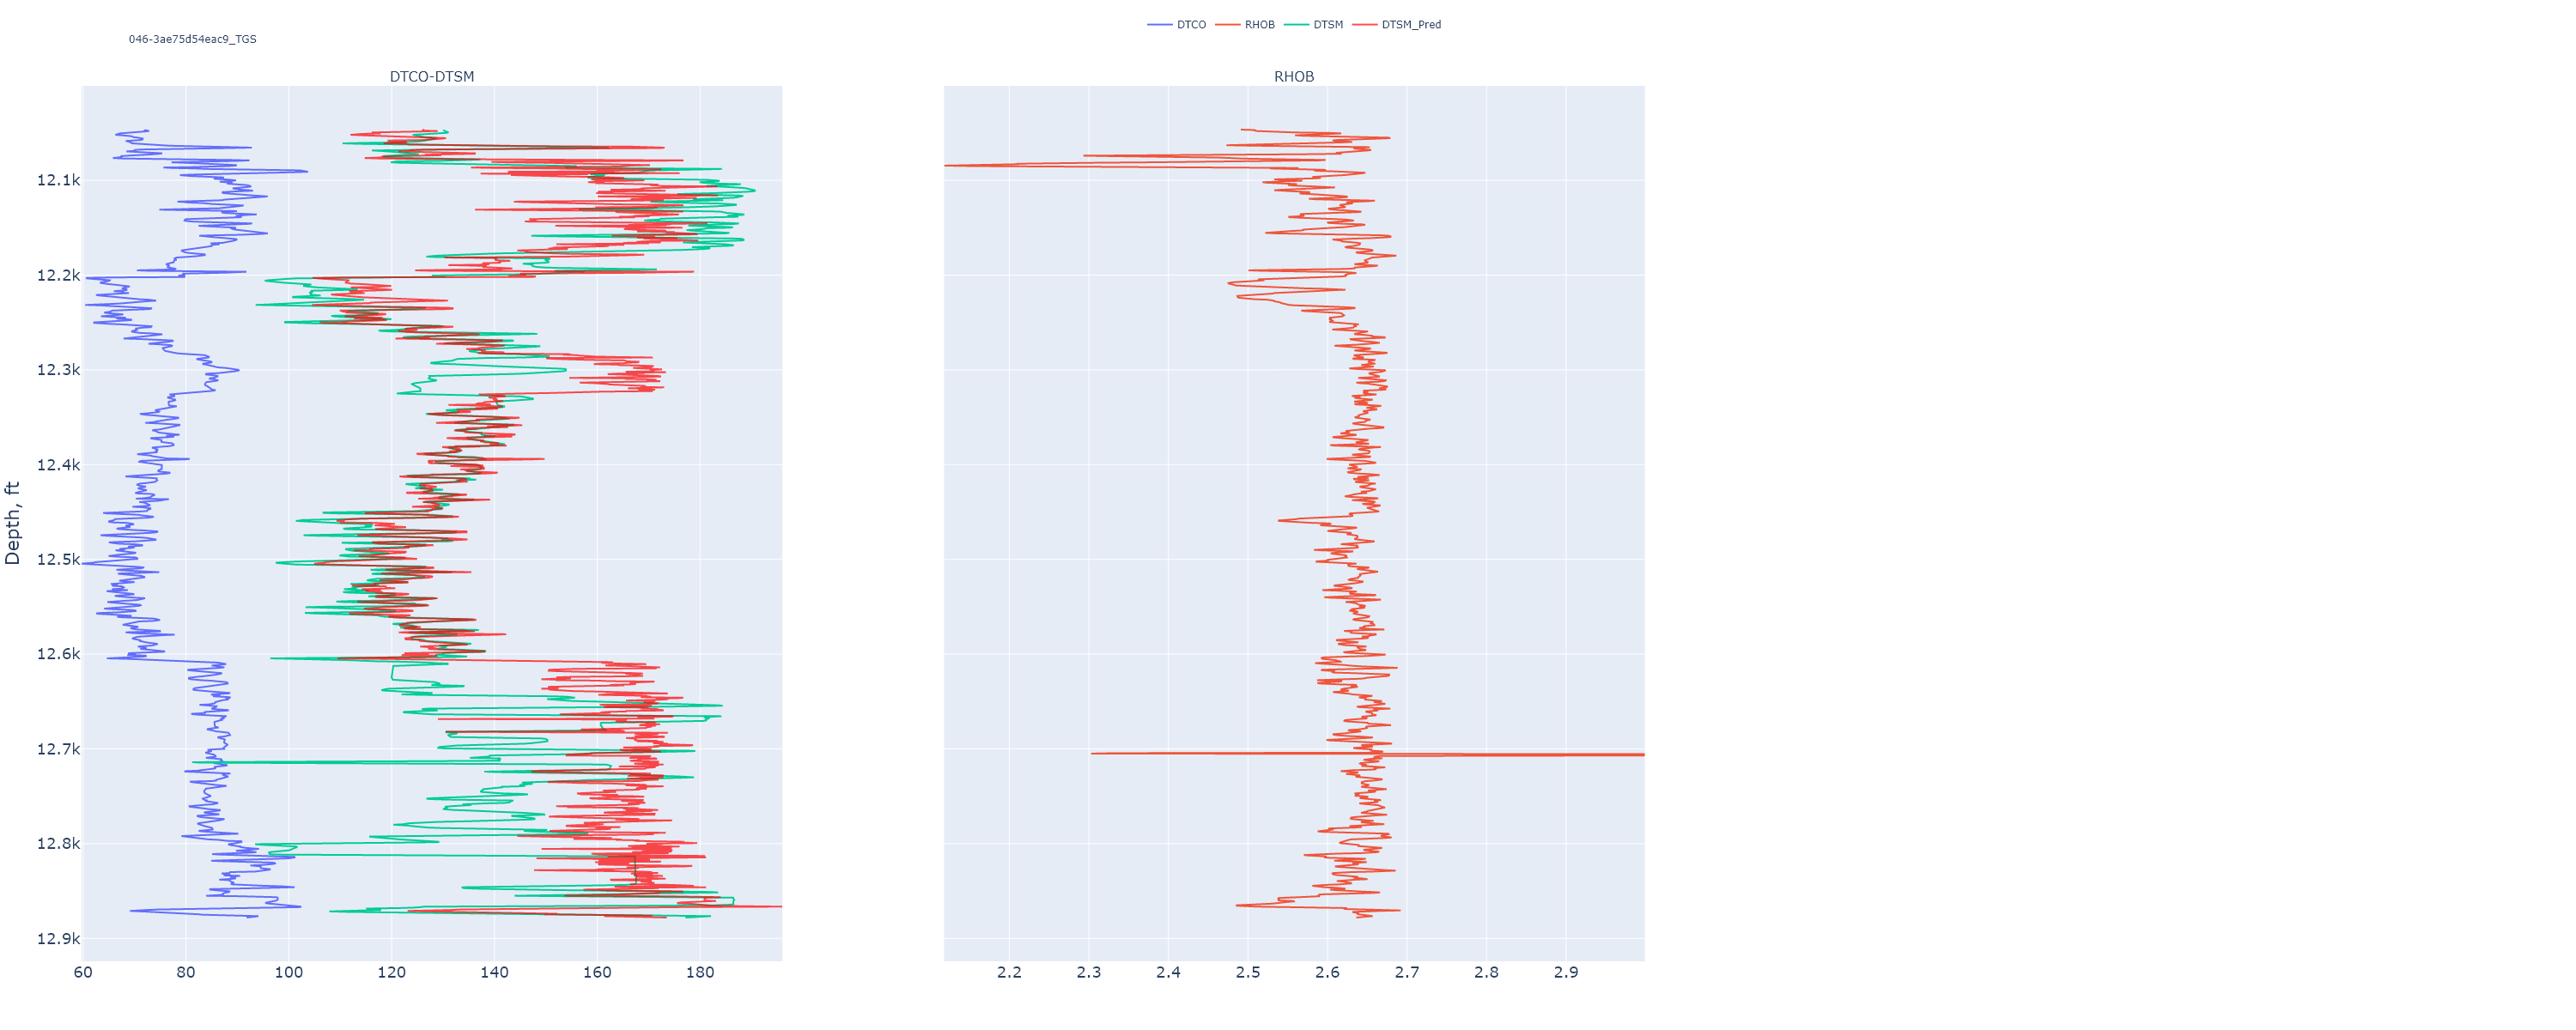 DTCO RHOB DTSM DTSM_Pred
046-3ae75d54eac9_TGS
DTCO-DTSM
RHOB
Depth, ft
12.1k
12.2k
12.3k
12.4k
12.5k
12.6k
12.7k
12.8k
12.9k
60 80 100 120 140 160 180
2.2 2.3 2.4 2.5 2.6 2.7 2.8 2.9